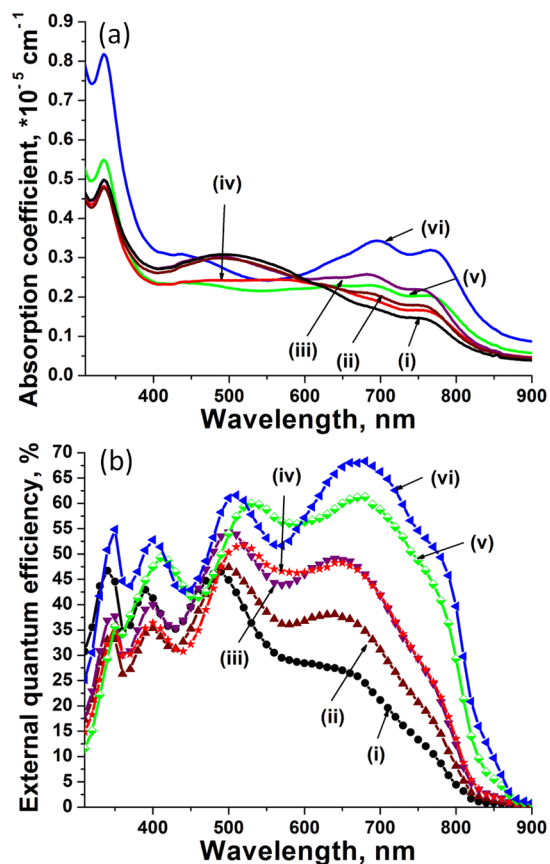 (a)
Absorption coefficient, *10⁻⁵ cm⁻¹
0.9
0.8
0.7
0.6
0.5
0.4
0.3
0.2
0.1
0.0
(iv)
(vi)
(v)
(iii)
(ii)
(i)
400 500 600 700 800 900
Wavelength, nm
(b)
External quantum efficiency, %
70
65
60
55
50
45
40
35
30
25
20
15
10
5
0
(iv)
(vi)
(v)
(iii)
(ii)
(i)
400 500 600 700 800 900
Wavelength, nm